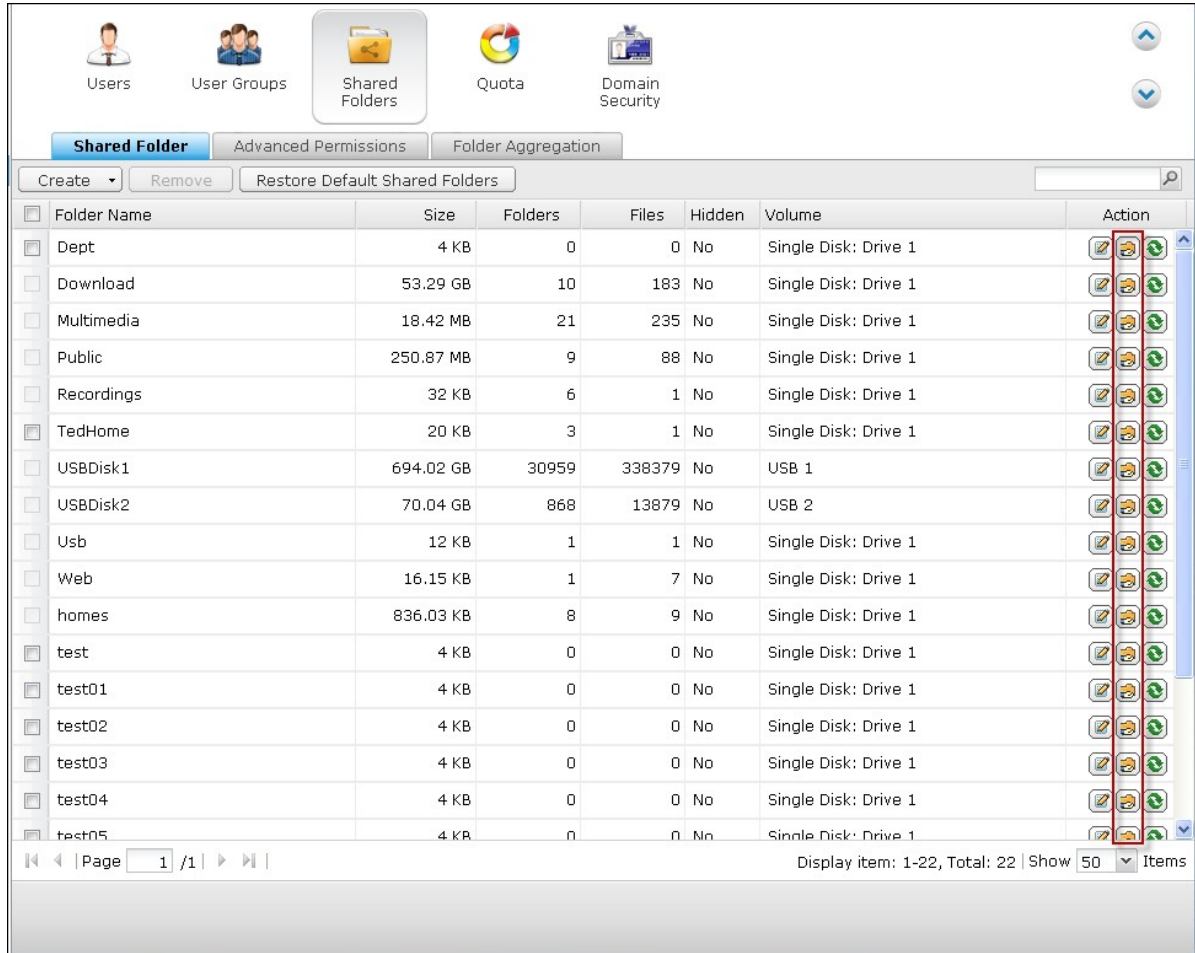 Users User Groups Shared Folders Quota Domain Security
Shared Folder Advanced Permissions Folder Aggregation
Create Remove Restore Default Shared Folders
Folder Name Size Folders Files Hidden Volume Action
Dept 4 KB 0 0 No Single Disk: Drive 1
Download 53.29 GB 10 183 No Single Disk: Drive 1
Multimedia 18.42 MB 21 235 No Single Disk: Drive 1
Public 250.87 MB 9 88 No Single Disk: Drive 1
Recordings 32 KB 6 1 No Single Disk: Drive 1
TedHome 20 KB 3 1 No Single Disk: Drive 1
USBDisk1 694.02 GB 30959 338379 No USB 1
USBDisk2 70.04 GB 868 13879 No USB 2
Usb 12 KB 1 1 No Single Disk: Drive 1
Web 16.15 KB 1 7 No Single Disk: Drive 1
homes 836.03 KB 8 9 No Single Disk: Drive 1
test 4 KB 0 0 No Single Disk: Drive 1
test01 4 KB 0 0 No Single Disk: Drive 1
test02 4 KB 0 0 No Single Disk: Drive 1
test03 4 KB 0 0 No Single Disk: Drive 1
test04 4 KB 0 0 No Single Disk: Drive 1
test05 4 KB 0 0 No Single Disk: Drive 1
Page 1 /1 Display item: 1-22, Total: 22 Show 50 Items